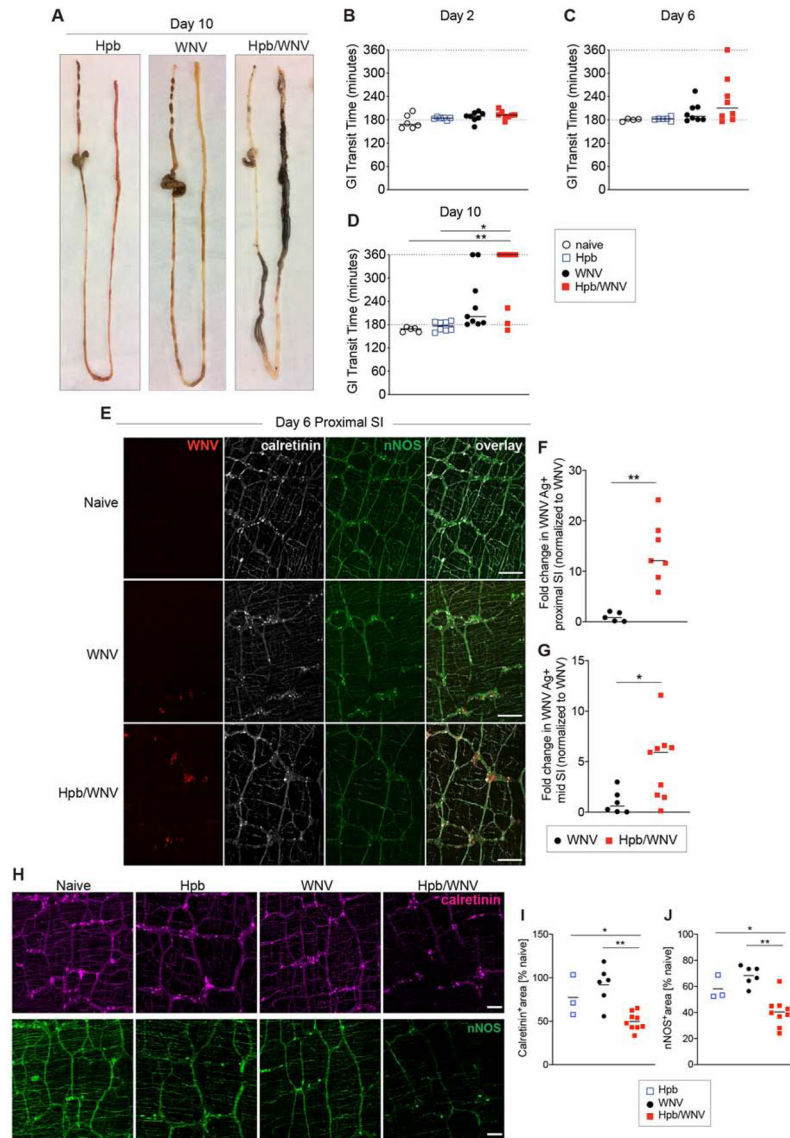 A
Day 10
Hpb
WNV
Hpb/WNV
B
Day 2
GI Transit Time (minutes)
360
300
240
180
120
60
0
C
Day 6
GI Transit Time (minutes)
360
300
240
180
120
60
0
D
Day 10
*
**
GI Transit Time (minutes)
360
300
240
180
120
60
0
naive
Hpb
WNV
Hpb/WNV
E
Day 6 Proximal SI
WNV
calretinin
nNOS
overlay
Naive
WNV
Hpb/WNV
F
**
Fold change in WNV Ag+
proximal SI (normalized to WNV)
30
20
10
0
G
*
Fold change in WNV Ag+
mid SI (normalized to WNV)
15
10
5
0
WNV
Hpb/WNV
H
Naive
Hpb
WNV
Hpb/WNV
calretinin
nNOS
I
*
**
Calretinin+area [% naive]
150
100
50
0
J
*
**
nNOS+area [% naive]
100
80
60
40
20
0
Hpb
WNV
Hpb/WNV